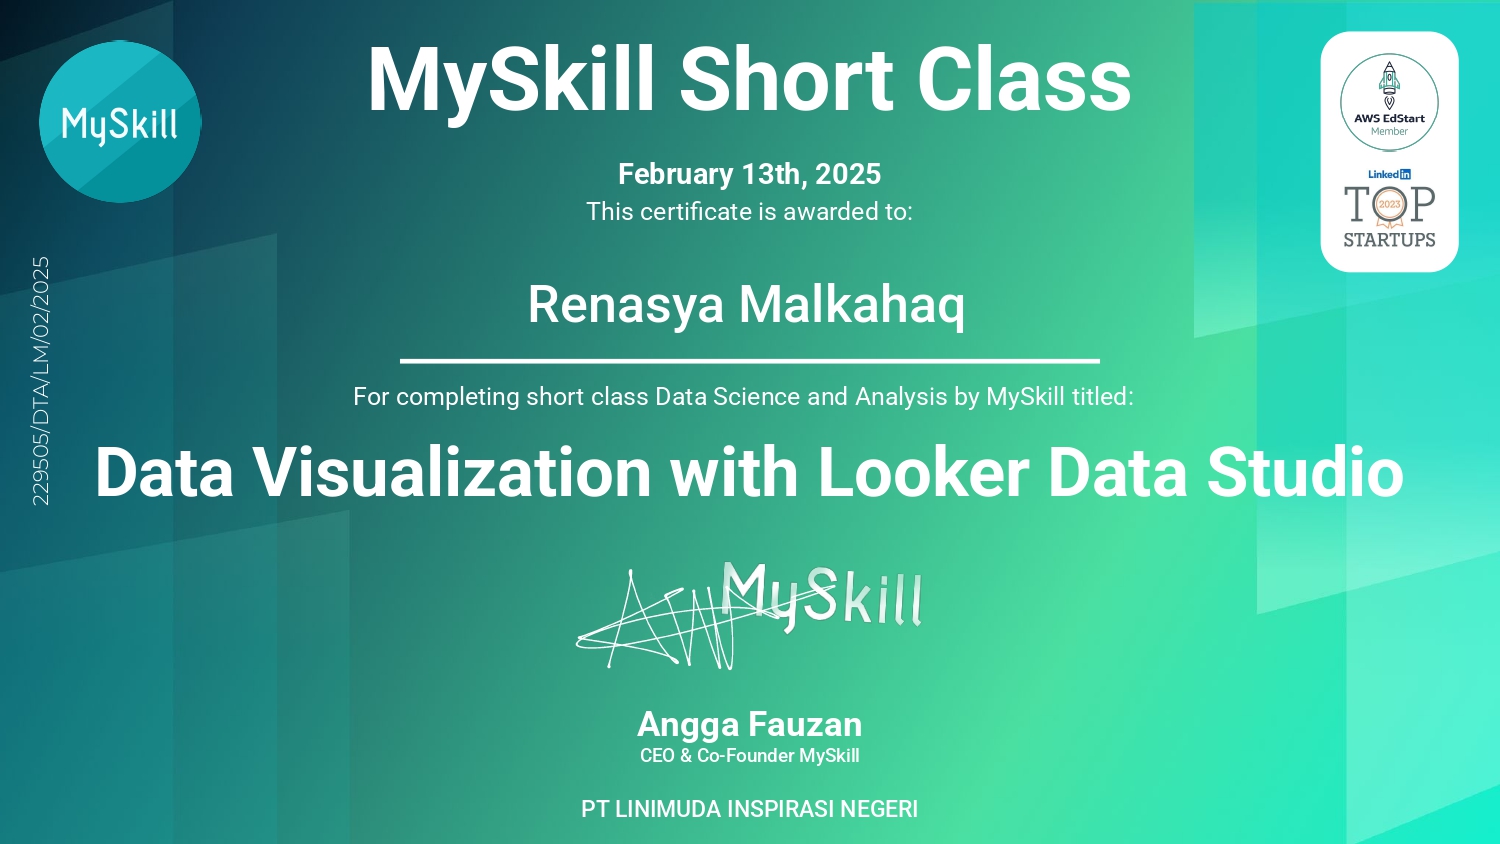 MySkill
MySkill Short Class
AWS EdStart
Member
LinkedIn
TOP
2023
STARTUPS
February 13th, 2025
This certificate is awarded to:
Renasya Malkahaq
229505/DTA/LM/02/2025
For completing short class Data Science and Analysis by MySkill titled:
Data Visualization with Looker Data Studio
MySkill
Angga Fauzan
CEO & Co-Founder MySkill
PT LINIMUDA INSPIRASI NEGERI